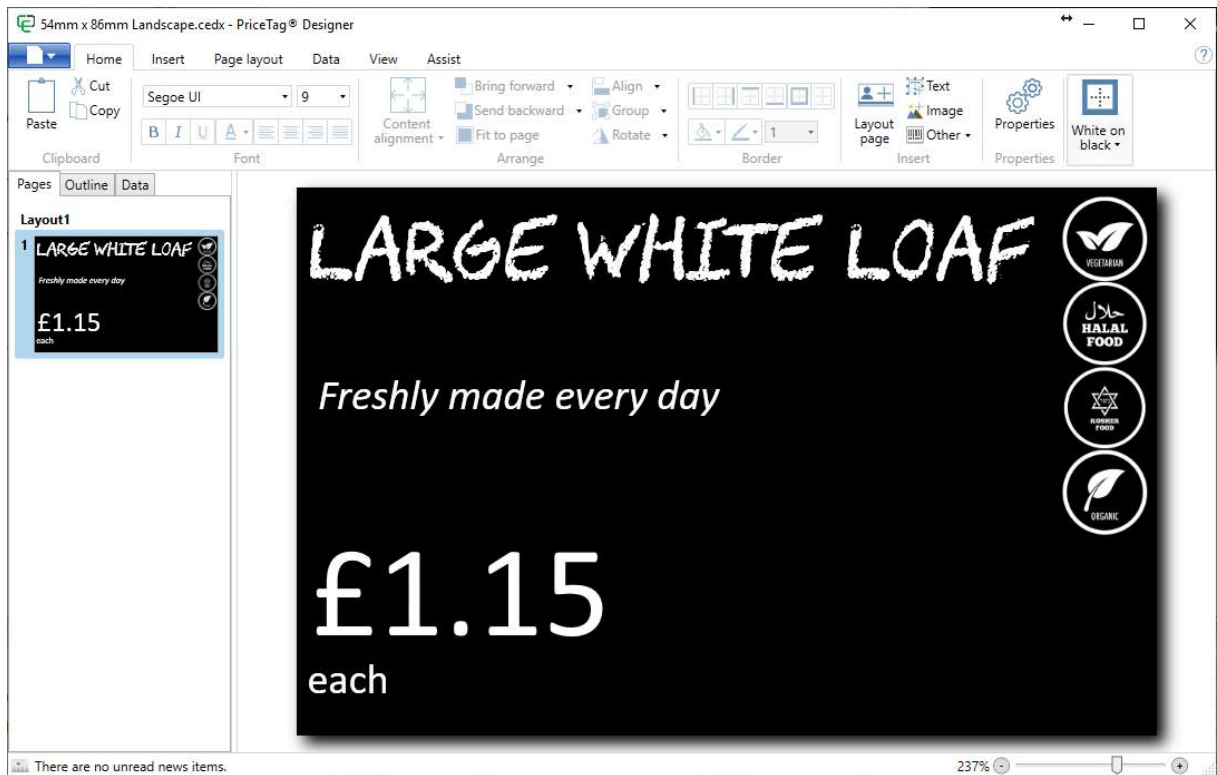 54mm x 86mm Landscape.cedx - PriceTag® Designer
Home Insert Page layout Data View Assist
Paste
Cut
Copy
Clipboard
Segoe UI 9
B I U A
Font
Content alignment
Bring forward
Send backward
Fit to page
Align
Group
Rotate
Arrange
1
Border
Layout page
Text
Image
Other
Insert
Properties
Properties
White on black
Pages Outline Data
Layout1
1
LARGE WHITE LOAF
Freshly made every day
£1.15
each
LARGE WHITE LOAF
Freshly made every day
£1.15
each
VEGETARIAN
حلال
HALAL
FOOD
KOSHER
FOOD
ORGANIC
There are no unread news items.
237%